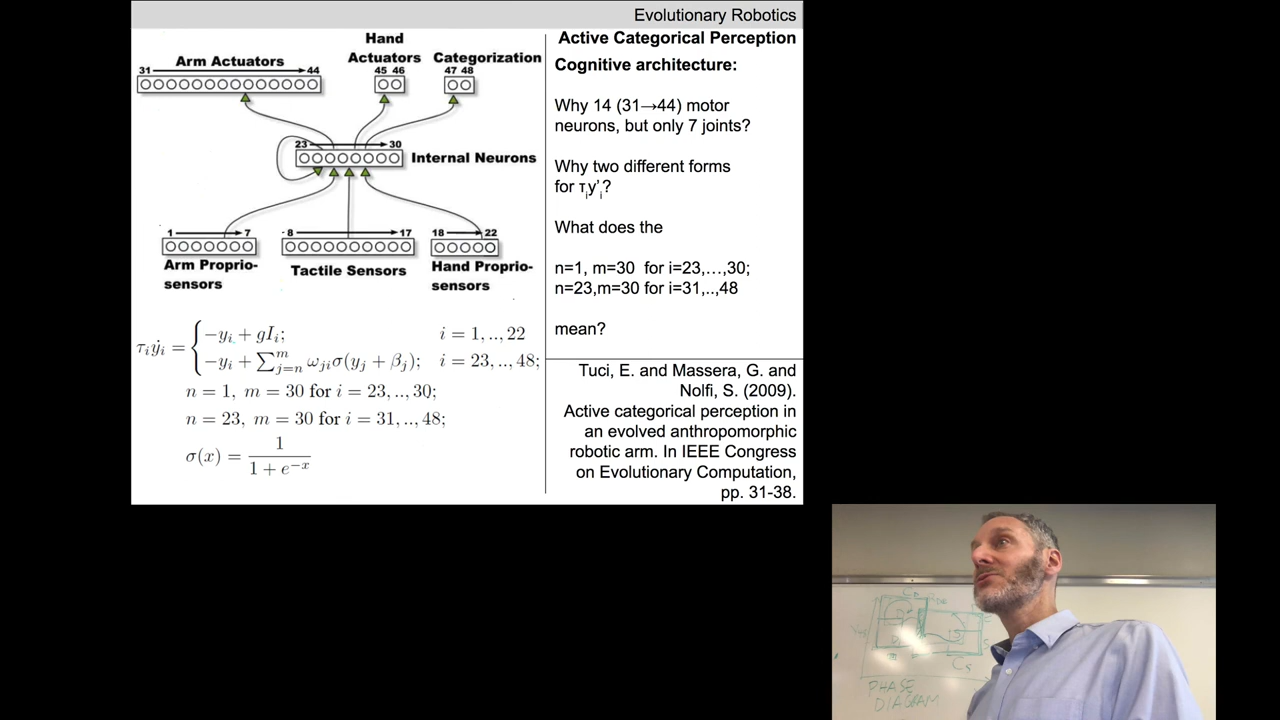 Evolutionary Robotics
Hand
Arm Actuators
Actuators Categorization
31 44
45 46
47 48
23 30
Internal Neurons
1 7
8 17
18 22
Arm Proprio-
sensors
Tactile Sensors
Hand Proprio-
sensors
τᵢẏᵢ = { −yᵢ + gIᵢ; i = 1,..,22
−yᵢ + ∑ᵐⱼ₌ₙ ωⱼᵢσ(yⱼ + βⱼ); i = 23,..,48;
n = 1, m = 30 for i = 23,..,30;
n = 23, m = 30 for i = 31,..,48;
σ(x) = 1 / (1 + e⁻ˣ)
Active Categorical Perception
Cognitive architecture:
Why 14 (31→44) motor
neurons, but only 7 joints?
Why two different forms
for τᵢy'ᵢ?
What does the
n=1, m=30 for i=23,...,30;
n=23,m=30 for i=31,..,48
mean?
Tuci, E. and Massera, G. and
Nolfi, S. (2009).
Active categorical perception in
an evolved anthropomorphic
robotic arm. In IEEE Congress
on Evolutionary Computation,
pp. 31-38.
PHASE
DIAGRAM